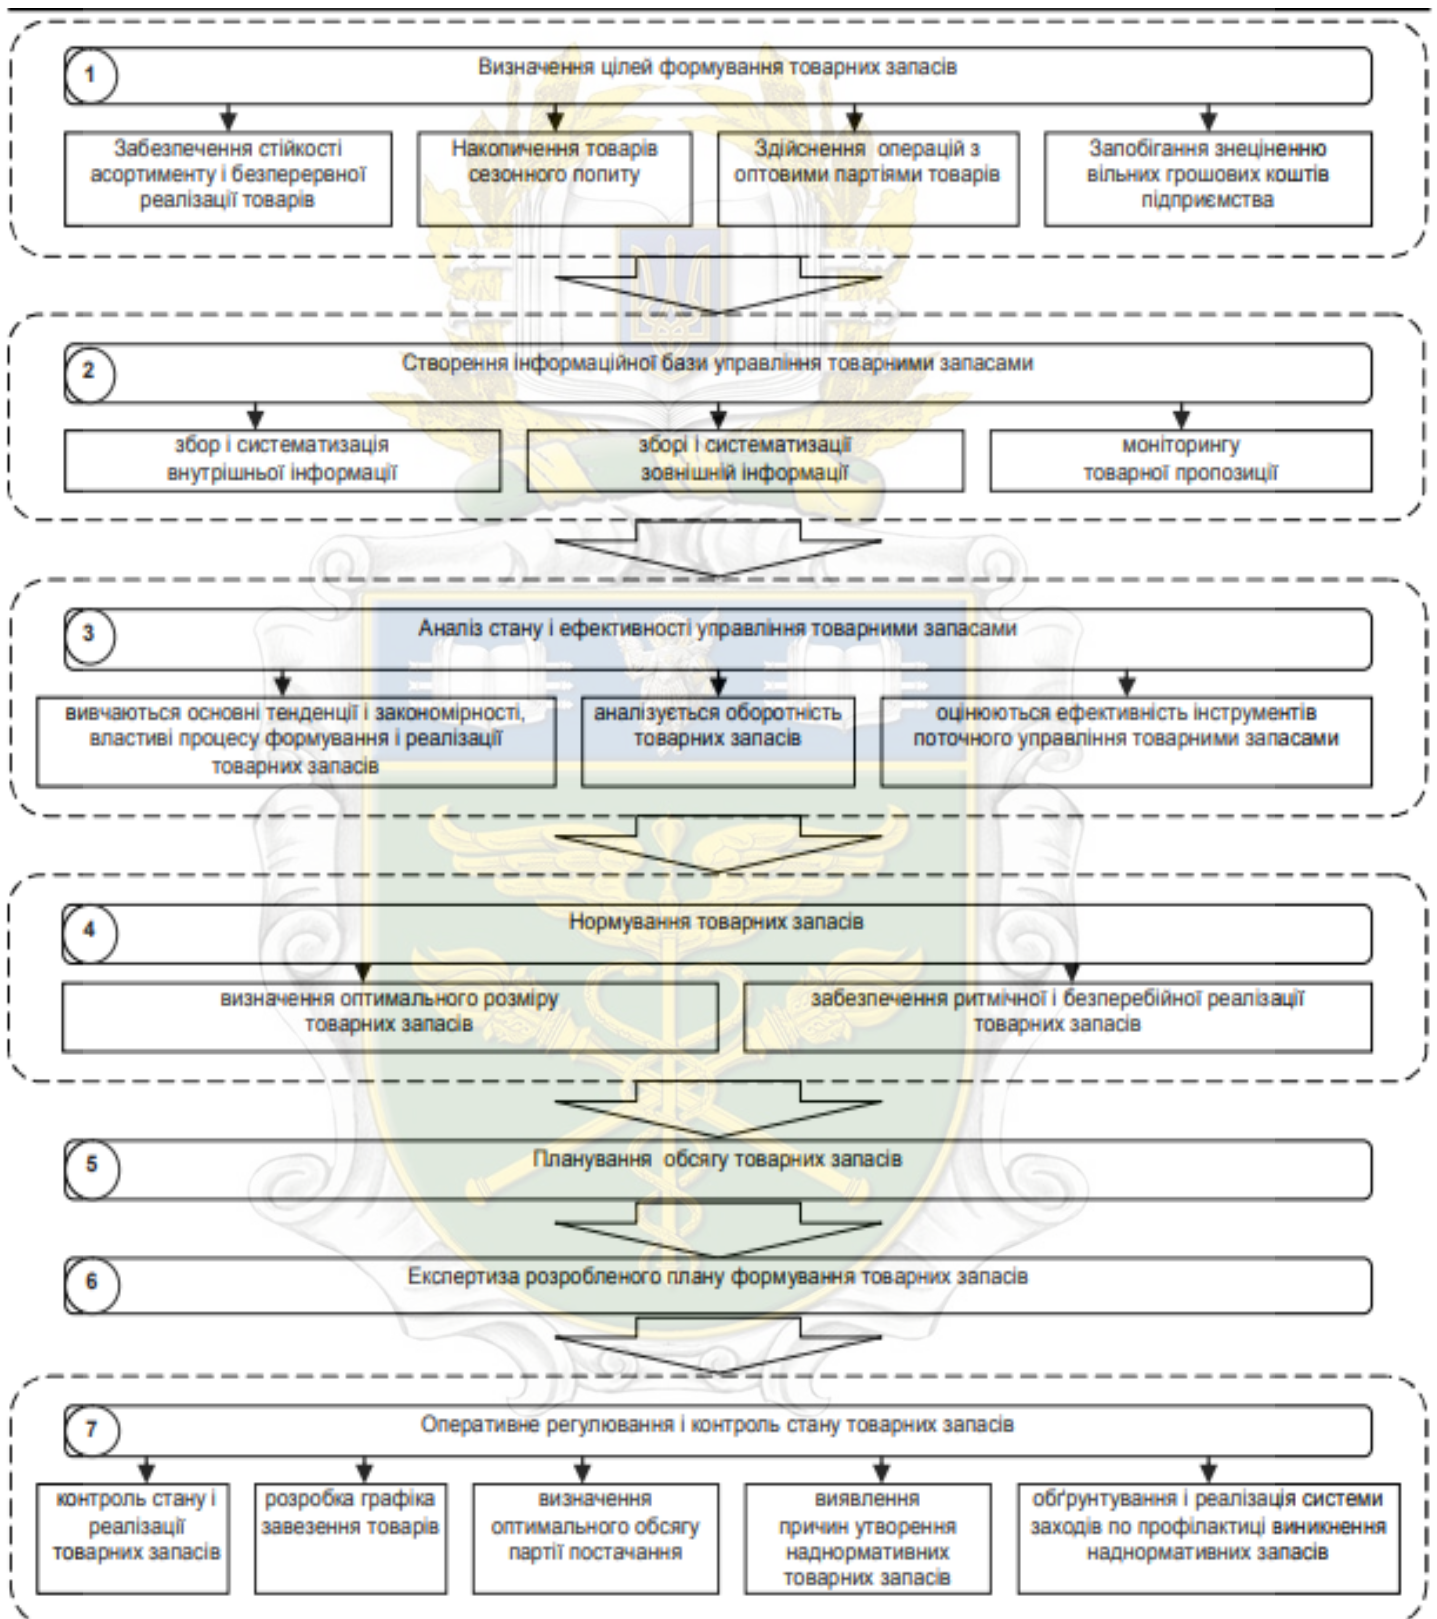 1
Визначення цілей формування товарних запасів
Забезпечення стійкості
асортименту і безперервної
реалізації товарів
Накопичення товарів
сезонного попиту
Здійснення операцій з
оптовими партіями товарів
Запобігання знеціненню
вільних грошових коштів
підприємства
2
Створення інформаційної бази управління товарними запасами
збор і систематизація
внутрішньої інформації
зборі і систематизації
зовнішній інформації
моніторингу
товарної пропозиції
3
Аналіз стану і ефективності управління товарними запасами
вивчаються основні тенденції і закономірності,
властиві процесу формування і реалізації
товарних запасів
аналізується оборотність
товарних запасів
оцінюються ефективність інструментів
поточного управління товарними запасами
4
Нормування товарних запасів
визначення оптимального розміру
товарних запасів
забезпечення ритмічної і безперебійної реалізації
товарних запасів
5
Планування обсягу товарних запасів
6
Експертиза розробленого плану формування товарних запасів
7
Оперативне регулювання і контроль стану товарних запасів
контроль стану і
реалізації
товарних запасів
розробка графіка
завезення товарів
визначення
оптимального обсягу
партії постачання
виявлення
причин утворення
наднормативних
товарних запасів
обґрунтування і реалізація системи
заходів по профілактиці виникнення
наднормативних запасів